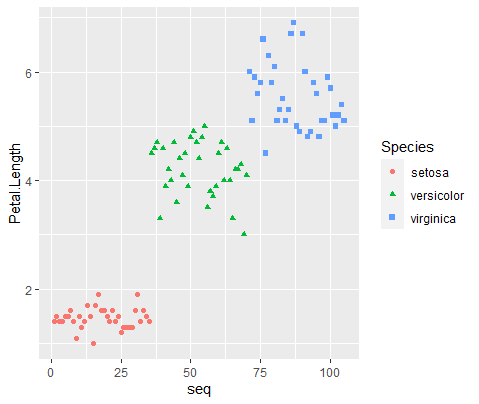 Petal.Length
6
4
2
0
25
50
75
100
seq
Species
setosa
versicolor
virginica